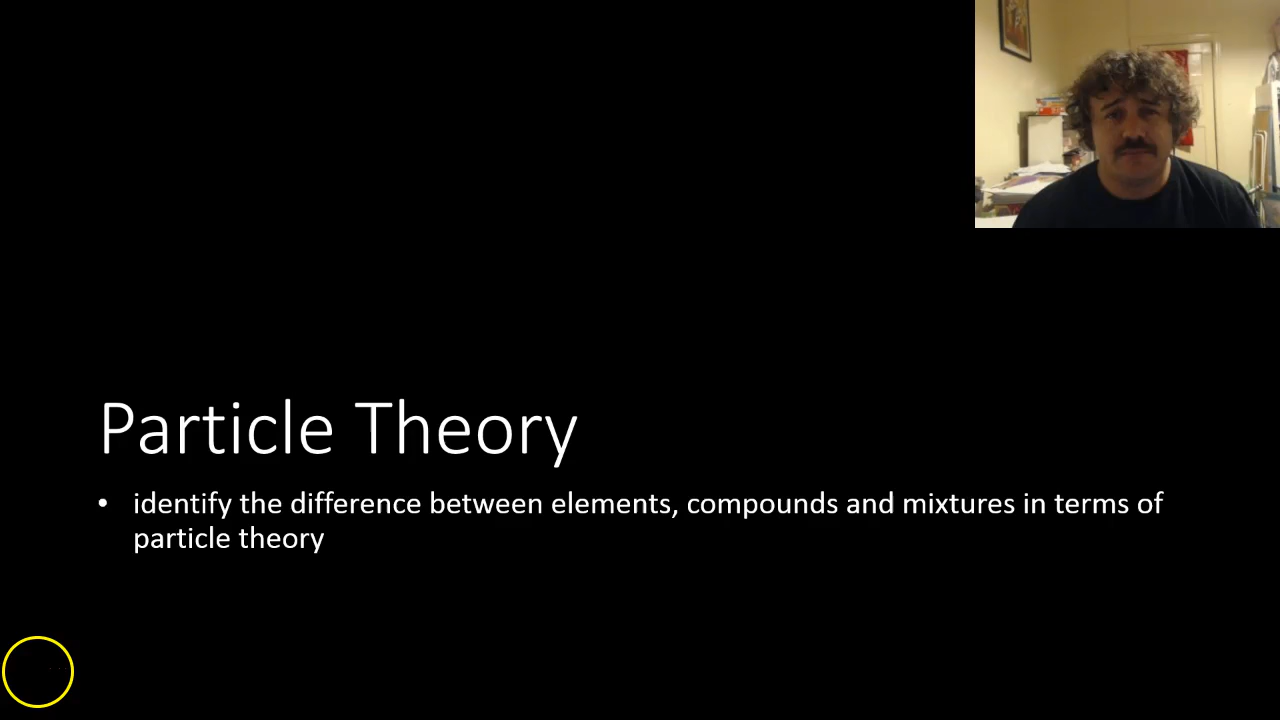 Particle Theory
• identify the difference between elements, compounds and mixtures in terms of
particle theory